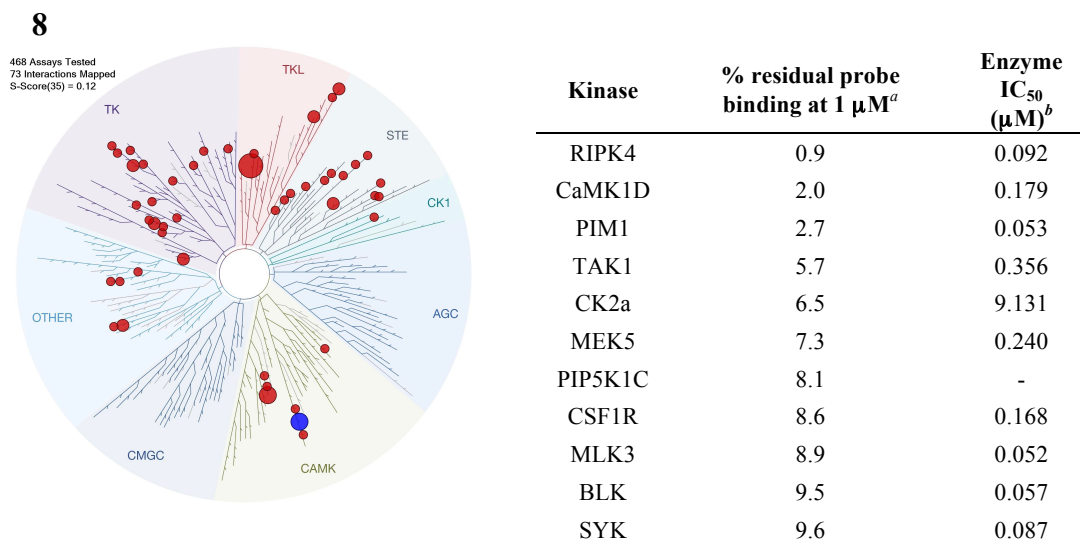 8
468 Assays Tested
73 Interactions Mapped
S-Score(35) = 0.12
TKL
TK
STE
CK1
AGC
OTHER
CMGC
CAMK
Kinase
% residual probe
binding at 1 µMᵃ
Enzyme
IC₅₀
(µM)ᵇ
RIPK4 0.9 0.092
CaMK1D 2.0 0.179
PIM1 2.7 0.053
TAK1 5.7 0.356
CK2a 6.5 9.131
MEK5 7.3 0.240
PIP5K1C 8.1 -
CSF1R 8.6 0.168
MLK3 8.9 0.052
BLK 9.5 0.057
SYK 9.6 0.087